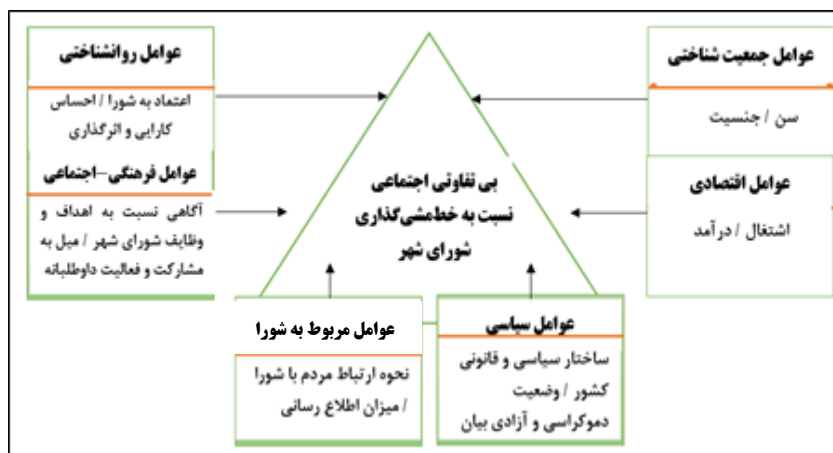 عوامل جمعیت شناختی
سن / جنسیت
عوامل اقتصادی
اشتغال / درآمد
عوامل روانشناختی
اعتماد به شورا / احساس
کارایی و اثرگذاری
عوامل فرهنگی-اجتماعی
آگاهی نسبت به اهداف و
وظایف شورای شهر / میل به
مشارکت و فعالیت داوطلبانه
بی تفاوتی اجتماعی
نسبت به خط‌مشی‌گذاری
شورای شهر
عوامل سیاسی
ساختار سیاسی و قانونی
کشور / وضعیت
دموکراسی و آزادی بیان
عوامل مربوط به شورا
نحوه ارتباط مردم با شورا
/ میزان اطلاع رسانی